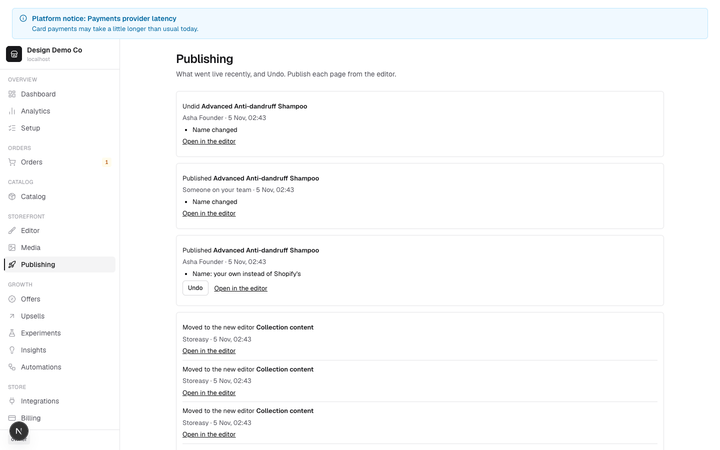 Platform notice: Payments provider latency
Card payments may take a little longer than usual today.
Design Demo Co
localhost
OVERVIEW
Dashboard
Analytics
Setup
ORDERS
Orders 1
CATALOG
Catalog
STOREFRONT
Editor
Media
Publishing
GROWTH
Offers
Upsells
Experiments
Insights
Automations
STORE
Integrations
Billing
N
Publishing
What went live recently, and Undo. Publish each page from the editor.
Undid Advanced Anti-dandruff Shampoo
Asha Founder · 5 Nov, 02:43
• Name changed
Open in the editor
Published Advanced Anti-dandruff Shampoo
Someone on your team · 5 Nov, 02:43
• Name changed
Open in the editor
Published Advanced Anti-dandruff Shampoo
Asha Founder · 5 Nov, 02:43
• Name: your own instead of Shopify's
Undo Open in the editor
Moved to the new editor Collection content
Storeasy · 5 Nov, 02:43
Open in the editor
Moved to the new editor Collection content
Storeasy · 5 Nov, 02:43
Open in the editor
Moved to the new editor Collection content
Storeasy · 5 Nov, 02:43
Open in the editor